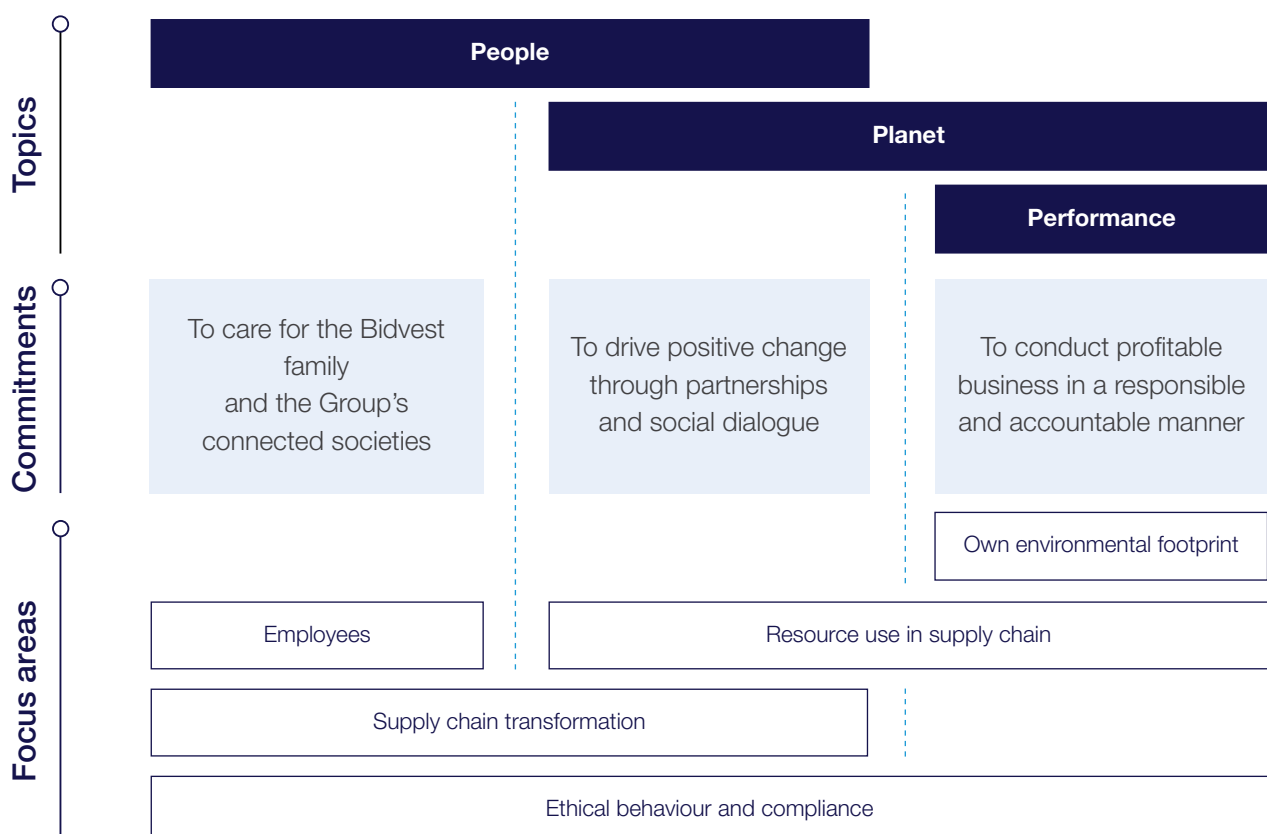 Topics
People
Planet
Performance
Commitments
To care for the Bidvest
family
and the Group’s
connected societies
To drive positive change
through partnerships
and social dialogue
To conduct profitable
business in a responsible
and accountable manner
Focus areas
Own environmental footprint
Employees
Resource use in supply chain
Supply chain transformation
Ethical behaviour and compliance